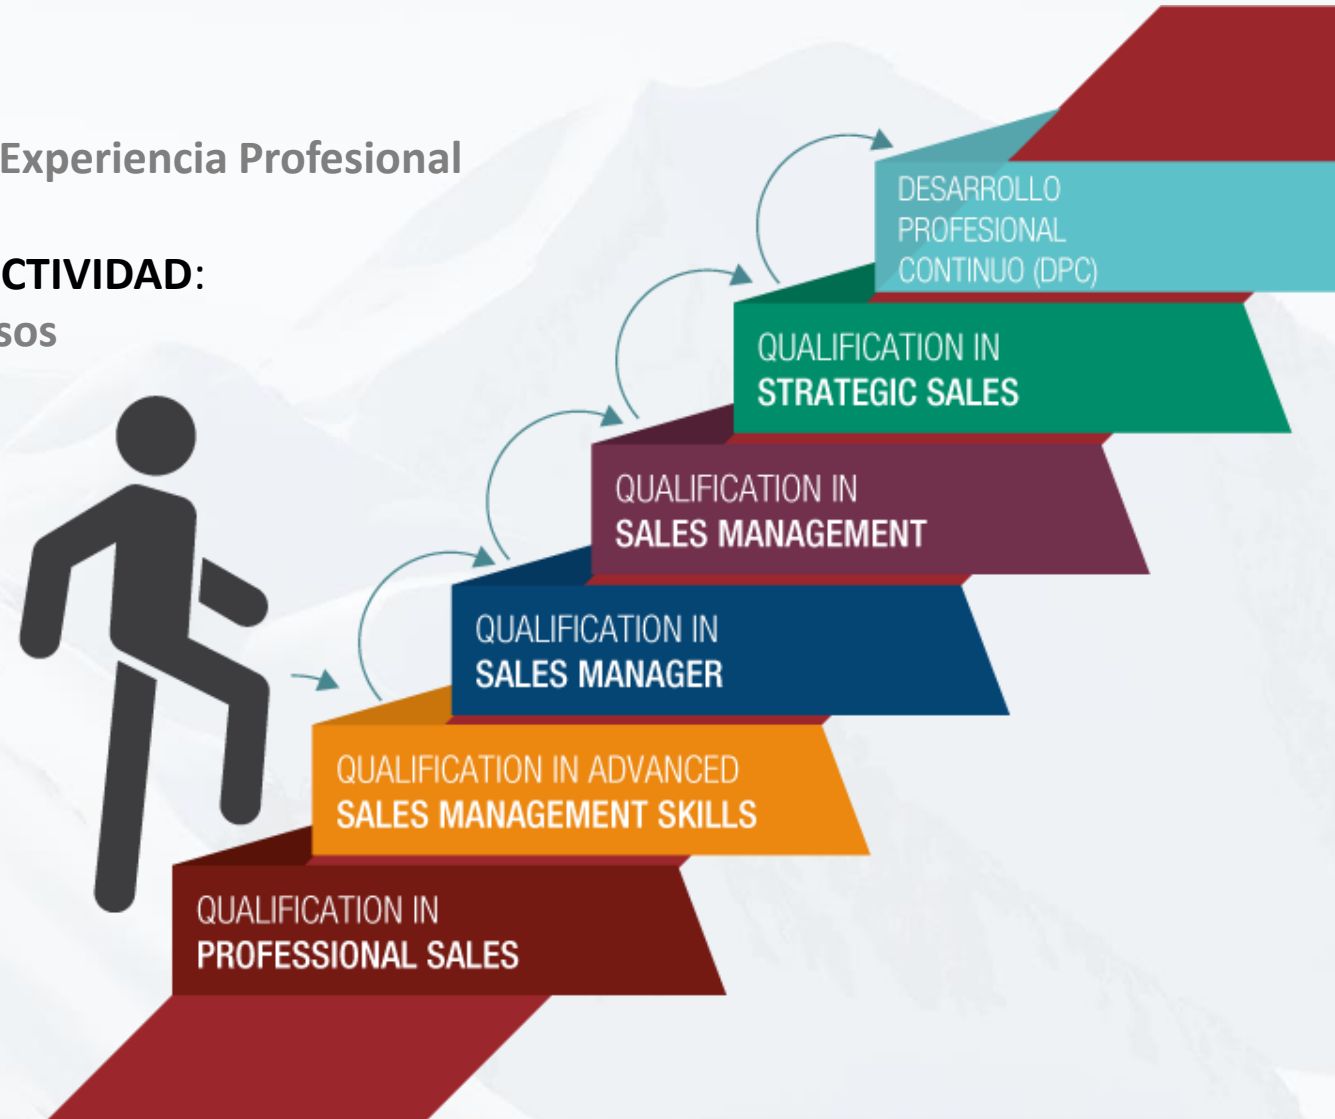 Experiencia Profesional
CTIVIDAD:
sos
DESARROLLO
PROFESIONAL
CONTINUO (DPC)
QUALIFICATION IN
STRATEGIC SALES
QUALIFICATION IN
SALES MANAGEMENT
QUALIFICATION IN
SALES MANAGER
QUALIFICATION IN ADVANCED
SALES MANAGEMENT SKILLS
QUALIFICATION IN
PROFESSIONAL SALES